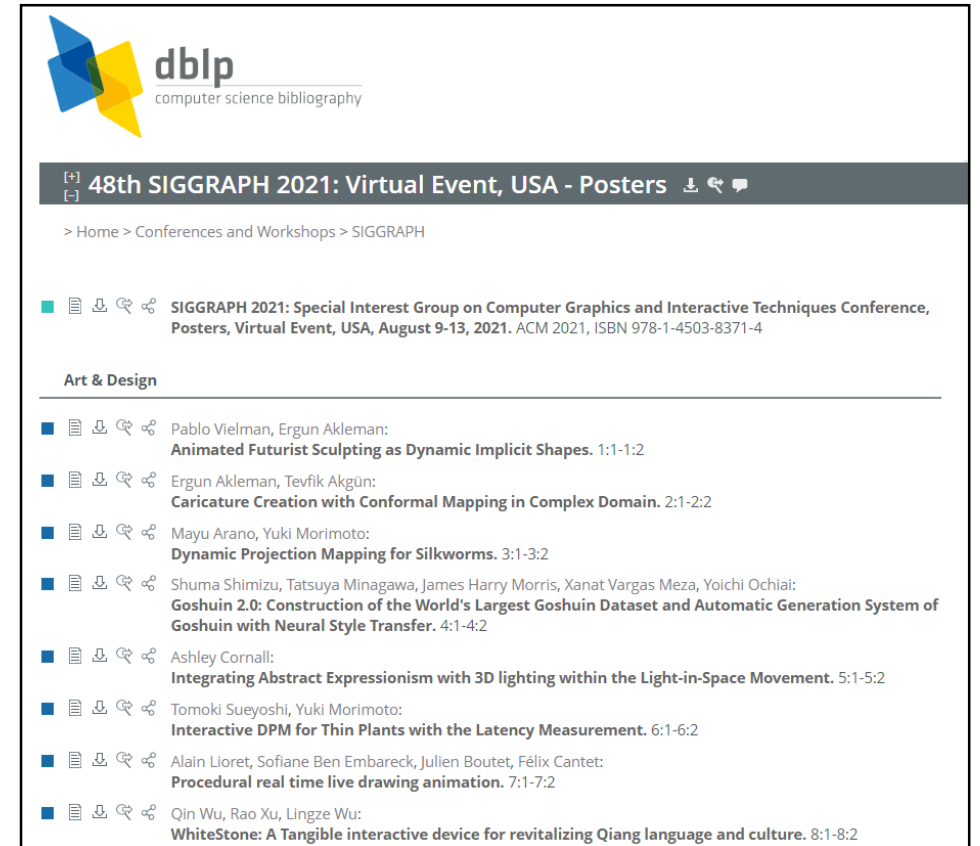 dblp
computer science bibliography
[+]
[–]
48th SIGGRAPH 2021: Virtual Event, USA - Posters
> Home > Conferences and Workshops > SIGGRAPH
SIGGRAPH 2021: Special Interest Group on Computer Graphics and Interactive Techniques Conference,
Posters, Virtual Event, USA, August 9-13, 2021. ACM 2021, ISBN 978-1-4503-8371-4
Art & Design
Pablo Vielman, Ergun Akleman:
Animated Futurist Sculpting as Dynamic Implicit Shapes. 1:1-1:2
Ergun Akleman, Tevfik Akgün:
Caricature Creation with Conformal Mapping in Complex Domain. 2:1-2:2
Mayu Arano, Yuki Morimoto:
Dynamic Projection Mapping for Silkworms. 3:1-3:2
Shuma Shimizu, Tatsuya Minagawa, James Harry Morris, Xanat Vargas Meza, Yoichi Ochiai:
Goshuin 2.0: Construction of the World's Largest Goshuin Dataset and Automatic Generation System of
Goshuin with Neural Style Transfer. 4:1-4:2
Ashley Cornall:
Integrating Abstract Expressionism with 3D lighting within the Light-in-Space Movement. 5:1-5:2
Tomoki Sueyoshi, Yuki Morimoto:
Interactive DPM for Thin Plants with the Latency Measurement. 6:1-6:2
Alain Lioret, Sofiane Ben Embareck, Julien Boutet, Félix Cantet:
Procedural real time live drawing animation. 7:1-7:2
Qin Wu, Rao Xu, Lingze Wu:
WhiteStone: A Tangible interactive device for revitalizing Qiang language and culture. 8:1-8:2